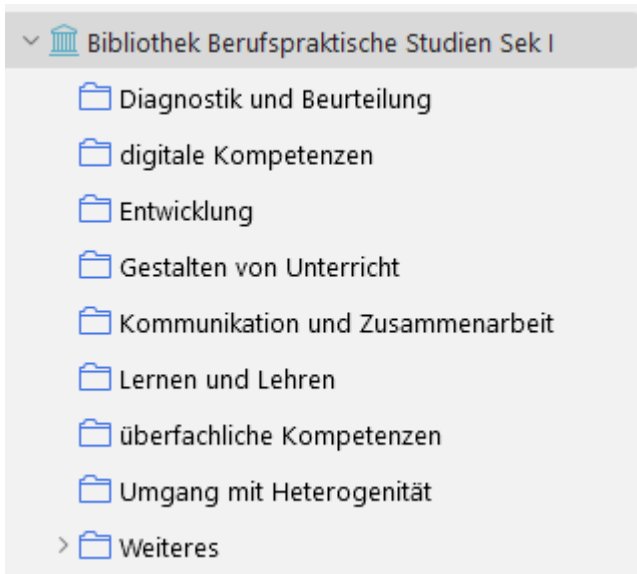 Bibliothek Berufspraktische Studien Sek I
Diagnostik und Beurteilung
digitale Kompetenzen
Entwicklung
Gestalten von Unterricht
Kommunikation und Zusammenarbeit
Lernen und Lehren
überfachliche Kompetenzen
Umgang mit Heterogenität
Weiteres